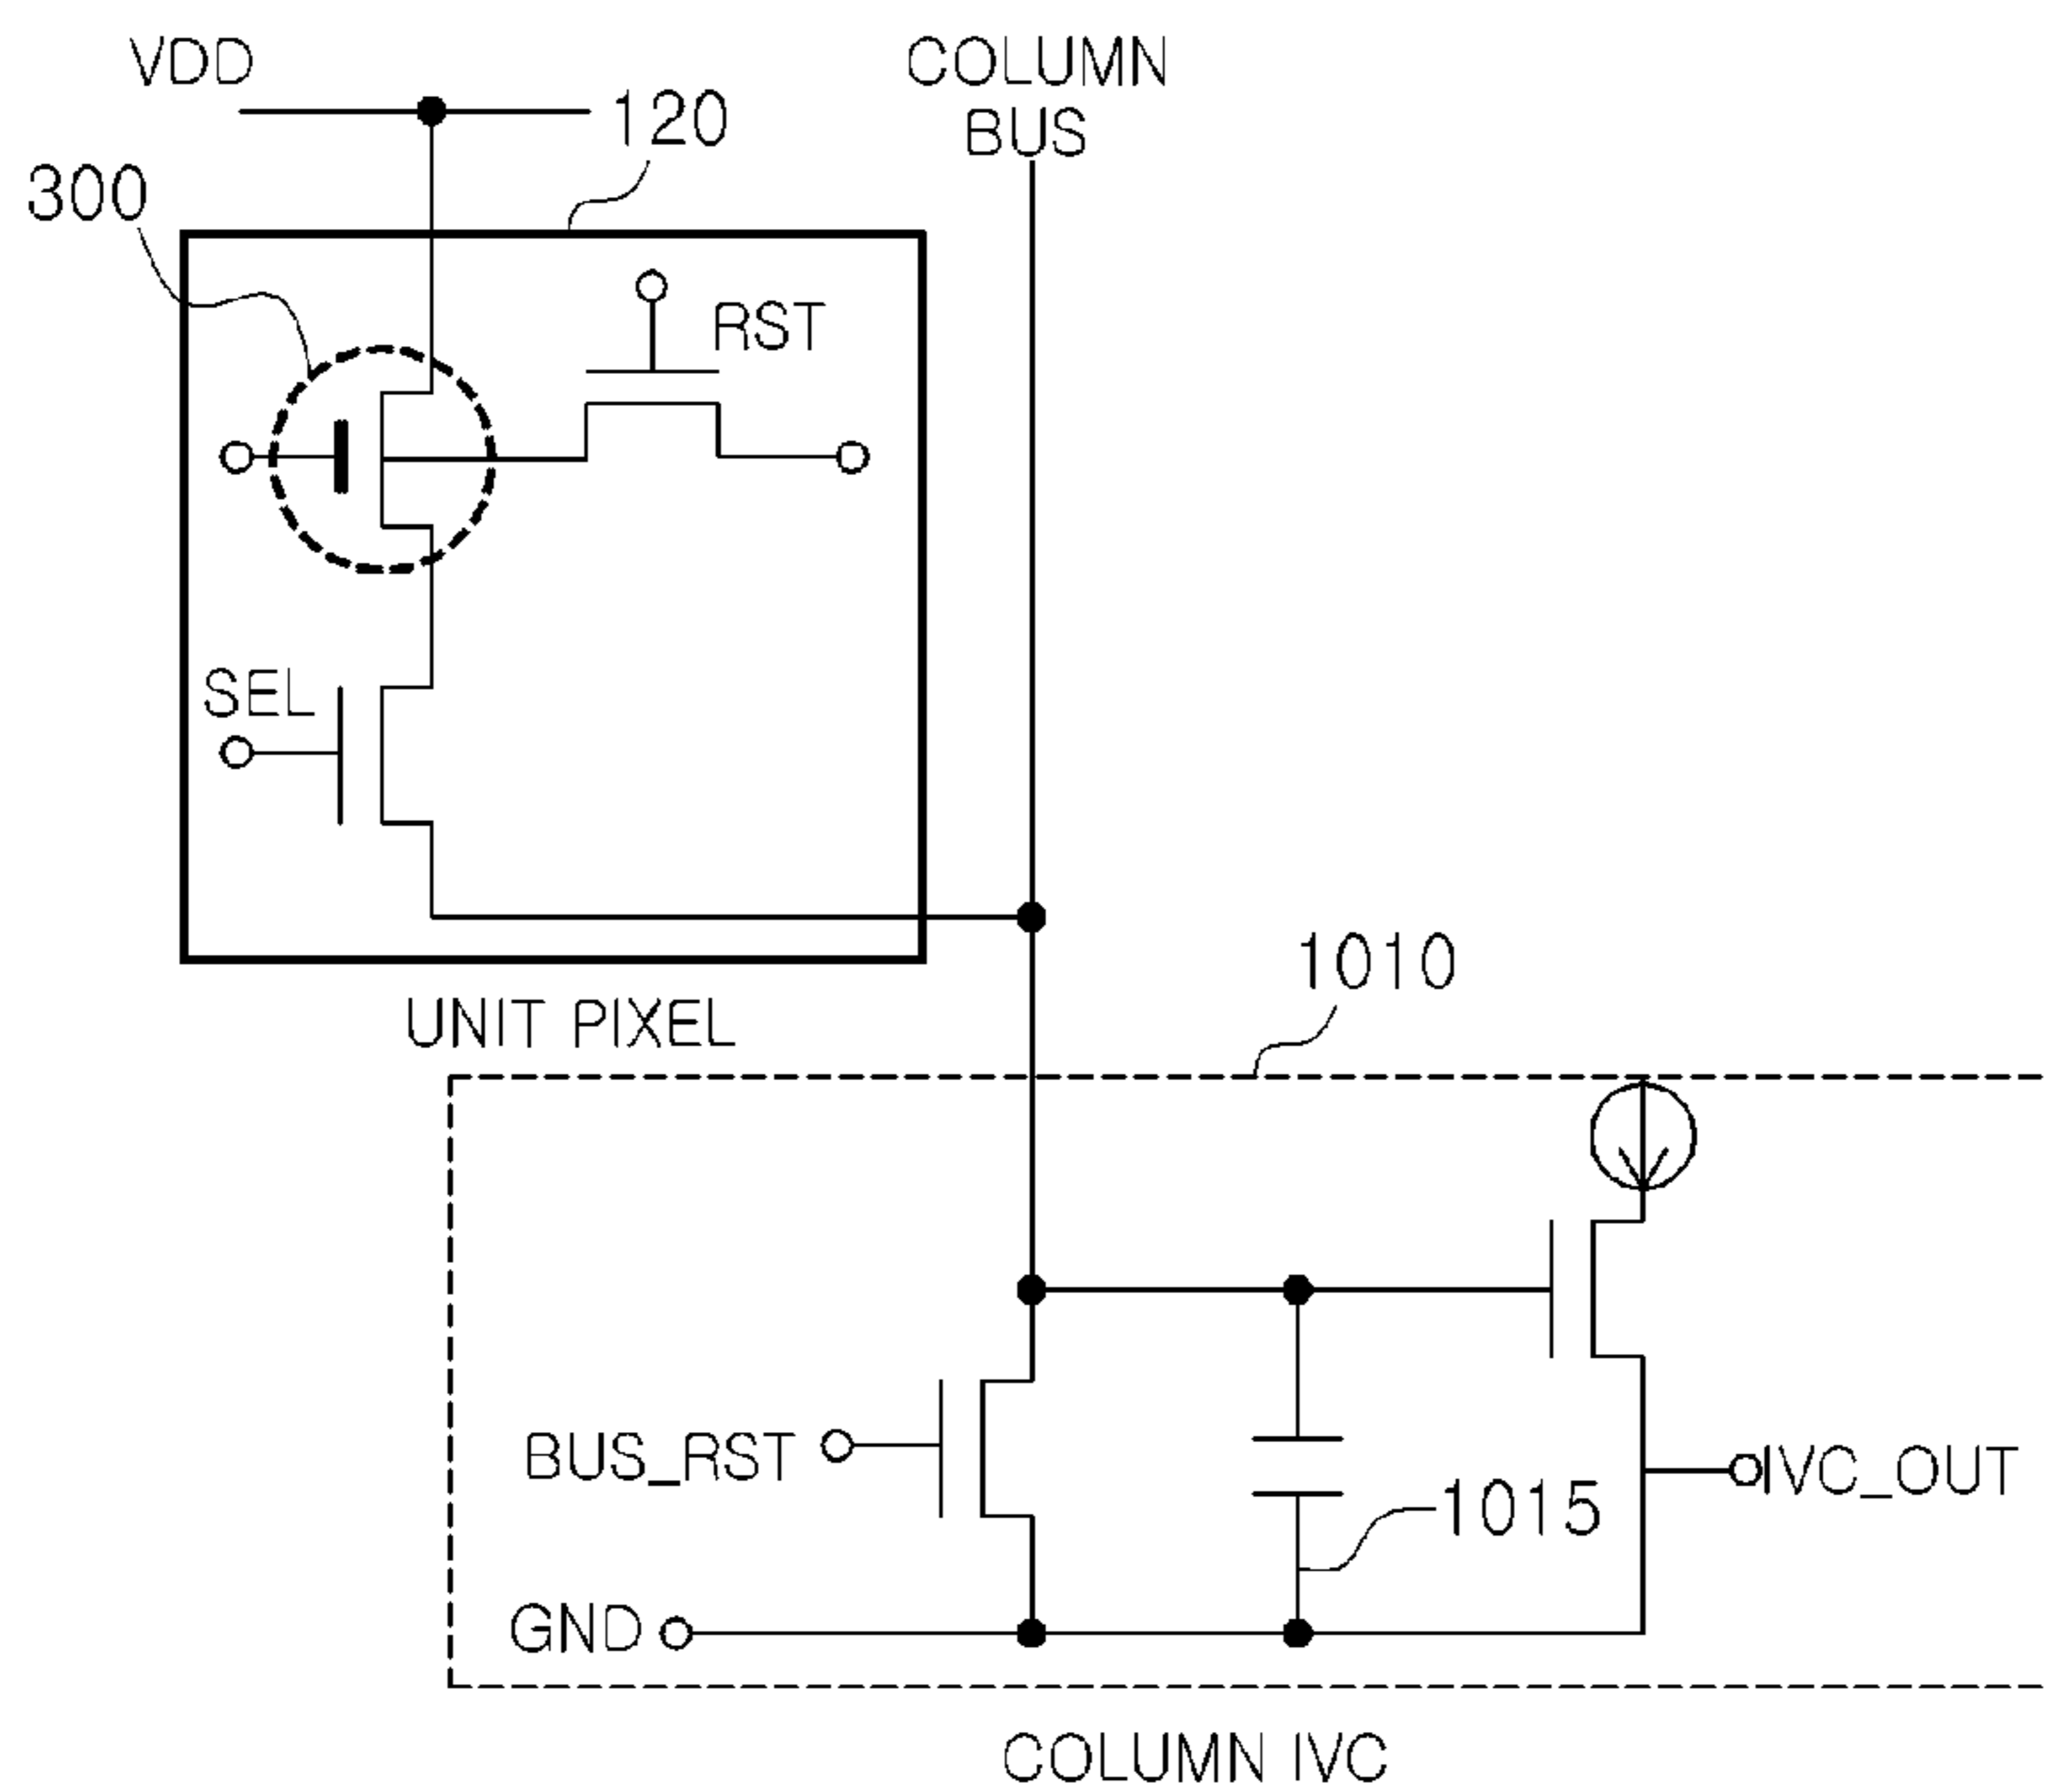 VDD
COLUMN
BUS
120
300
RST
SEL
UNIT PIXEL
1010
BUS_RST
1015
IVC_OUT
GND
COLUMN IVC